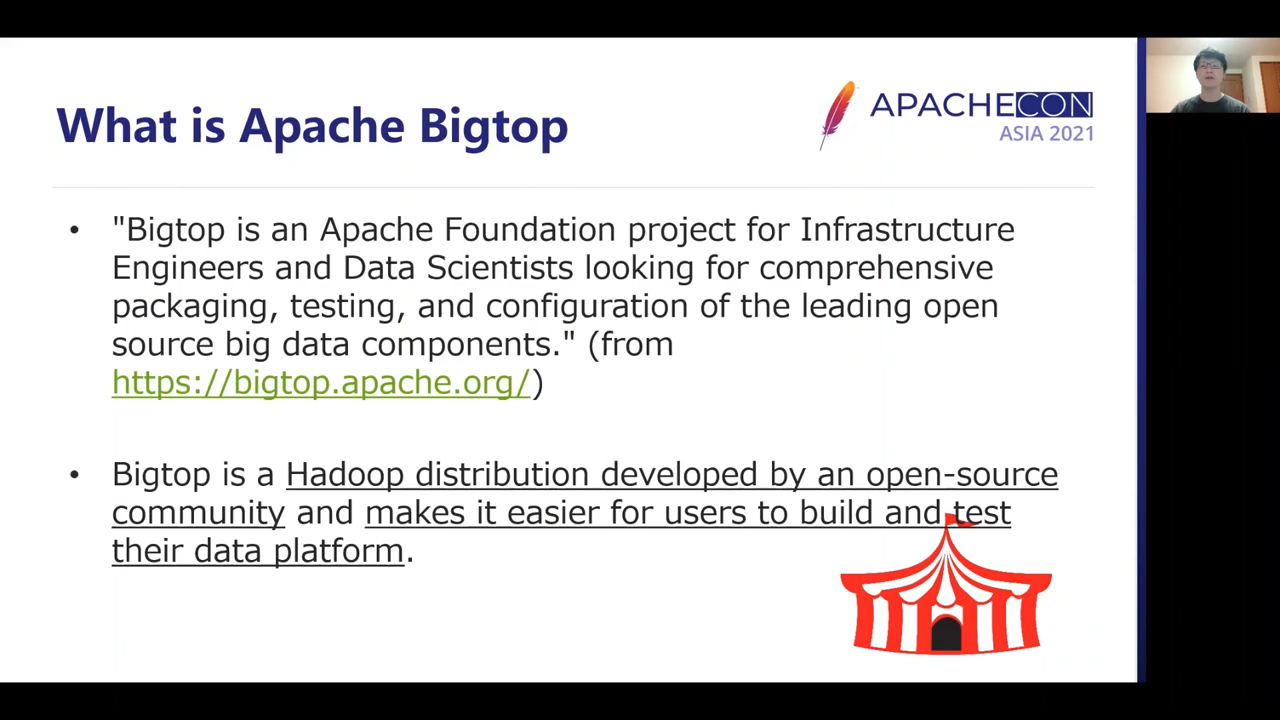 What is Apache Bigtop
APACHECON
ASIA 2021
• "Bigtop is an Apache Foundation project for Infrastructure
Engineers and Data Scientists looking for comprehensive
packaging, testing, and configuration of the leading open
source big data components." (from
https://bigtop.apache.org/)
• Bigtop is a Hadoop distribution developed by an open-source
community and makes it easier for users to build and test
their data platform.